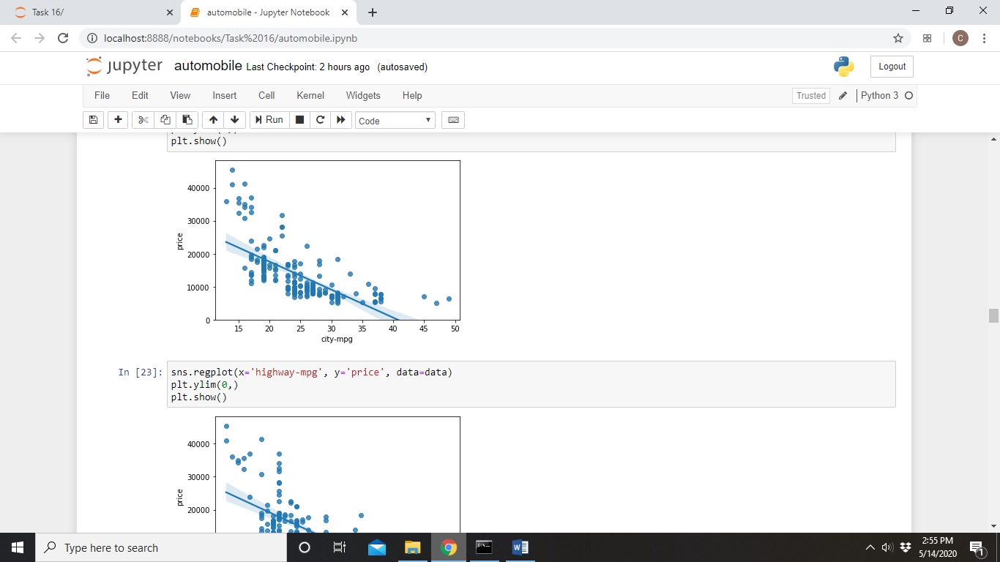 Task 16/
automobile - Jupyter Notebook
localhost:8888/notebooks/Task%2016/automobile.ipynb
C
jupyter automobile Last Checkpoint: 2 hours ago (autosaved)
Logout
File Edit View Insert Cell Kernel Widgets Help
Trusted
Python 3
Run
Code
plt.show()
40000
30000
20000
10000
0
price
15 20 25 30 35 40 45 50
city-mpg
In [23]: sns.regplot(x='highway-mpg', y='price', data=data)
plt.ylim(0,)
plt.show()
40000
30000
20000
price
Type here to search
2:55 PM
5/14/2020
1